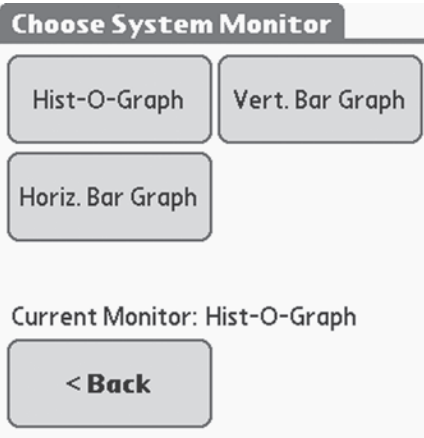 Choose System Monitor
Hist-O-Graph
Vert. Bar Graph
Horiz. Bar Graph
Current Monitor: Hist-O-Graph
< Back